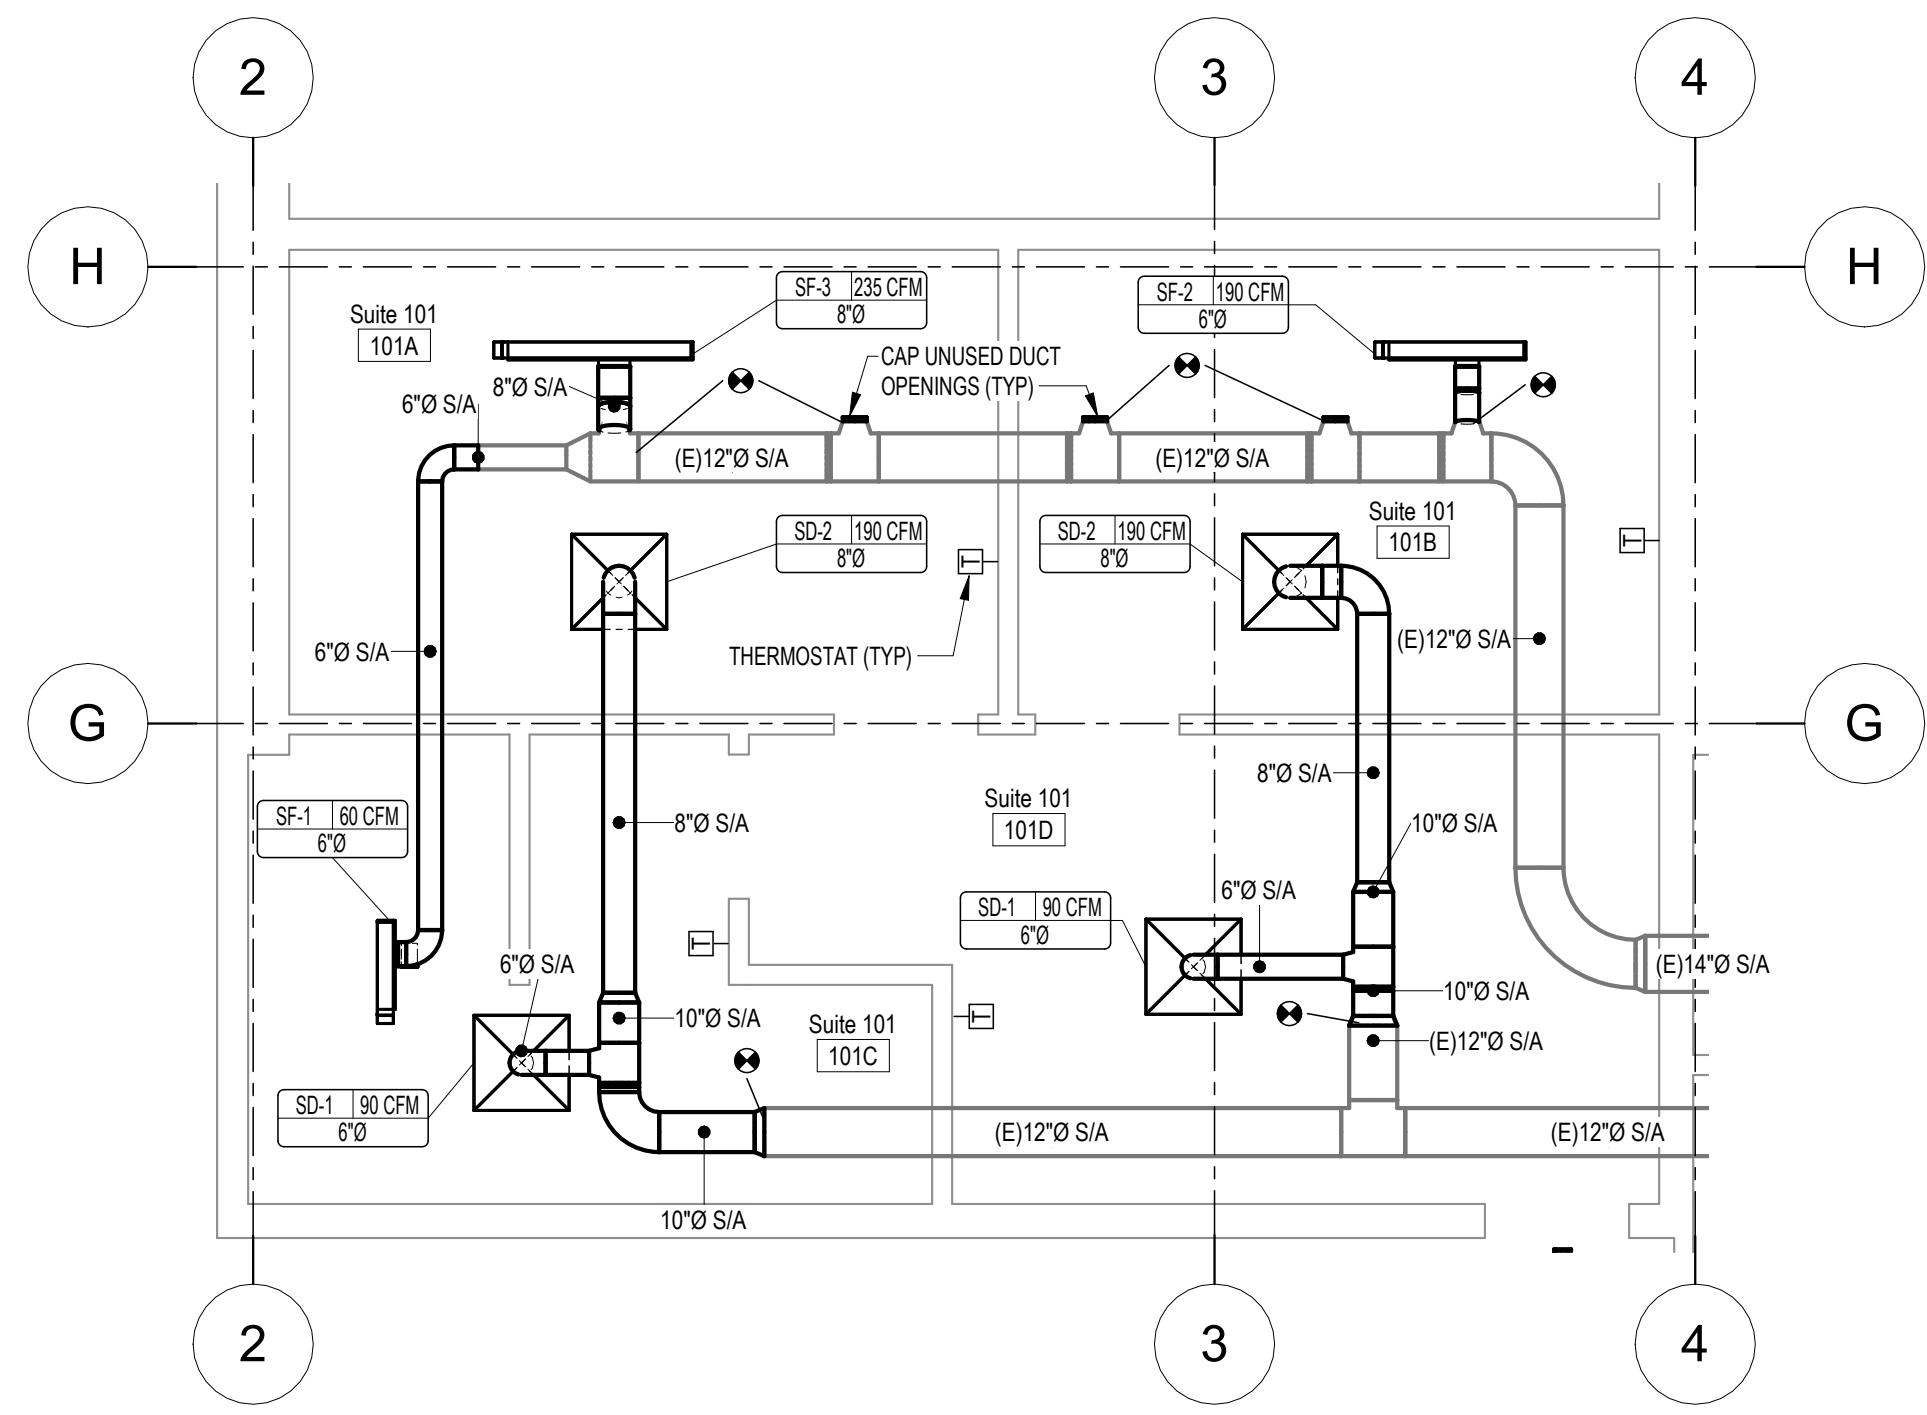 2
3
4
H
H
SF-3 235 CFM
8"Ø
SF-2 190 CFM
6"Ø
Suite 101
101A
CAP UNUSED DUCT
OPENINGS (TYP)
8"Ø S/A
6"Ø S/A
(E)12"Ø S/A
(E)12"Ø S/A
Suite 101
101B
SD-2 190 CFM
8"Ø
SD-2 190 CFM
8"Ø
T
T
6"Ø S/A
THERMOSTAT (TYP)
(E)12"Ø S/A
G
G
8"Ø S/A
Suite 101
101D
SF-1 60 CFM
6"Ø
8"Ø S/A
10"Ø S/A
6"Ø S/A
SD-1 90 CFM
6"Ø
T
6"Ø S/A
(E)14"Ø S/A
10"Ø S/A
10"Ø S/A
Suite 101
101C
T
(E)12"Ø S/A
SD-1 90 CFM
6"Ø
(E)12"Ø S/A
(E)12"Ø S/A
10"Ø S/A
2
3
4